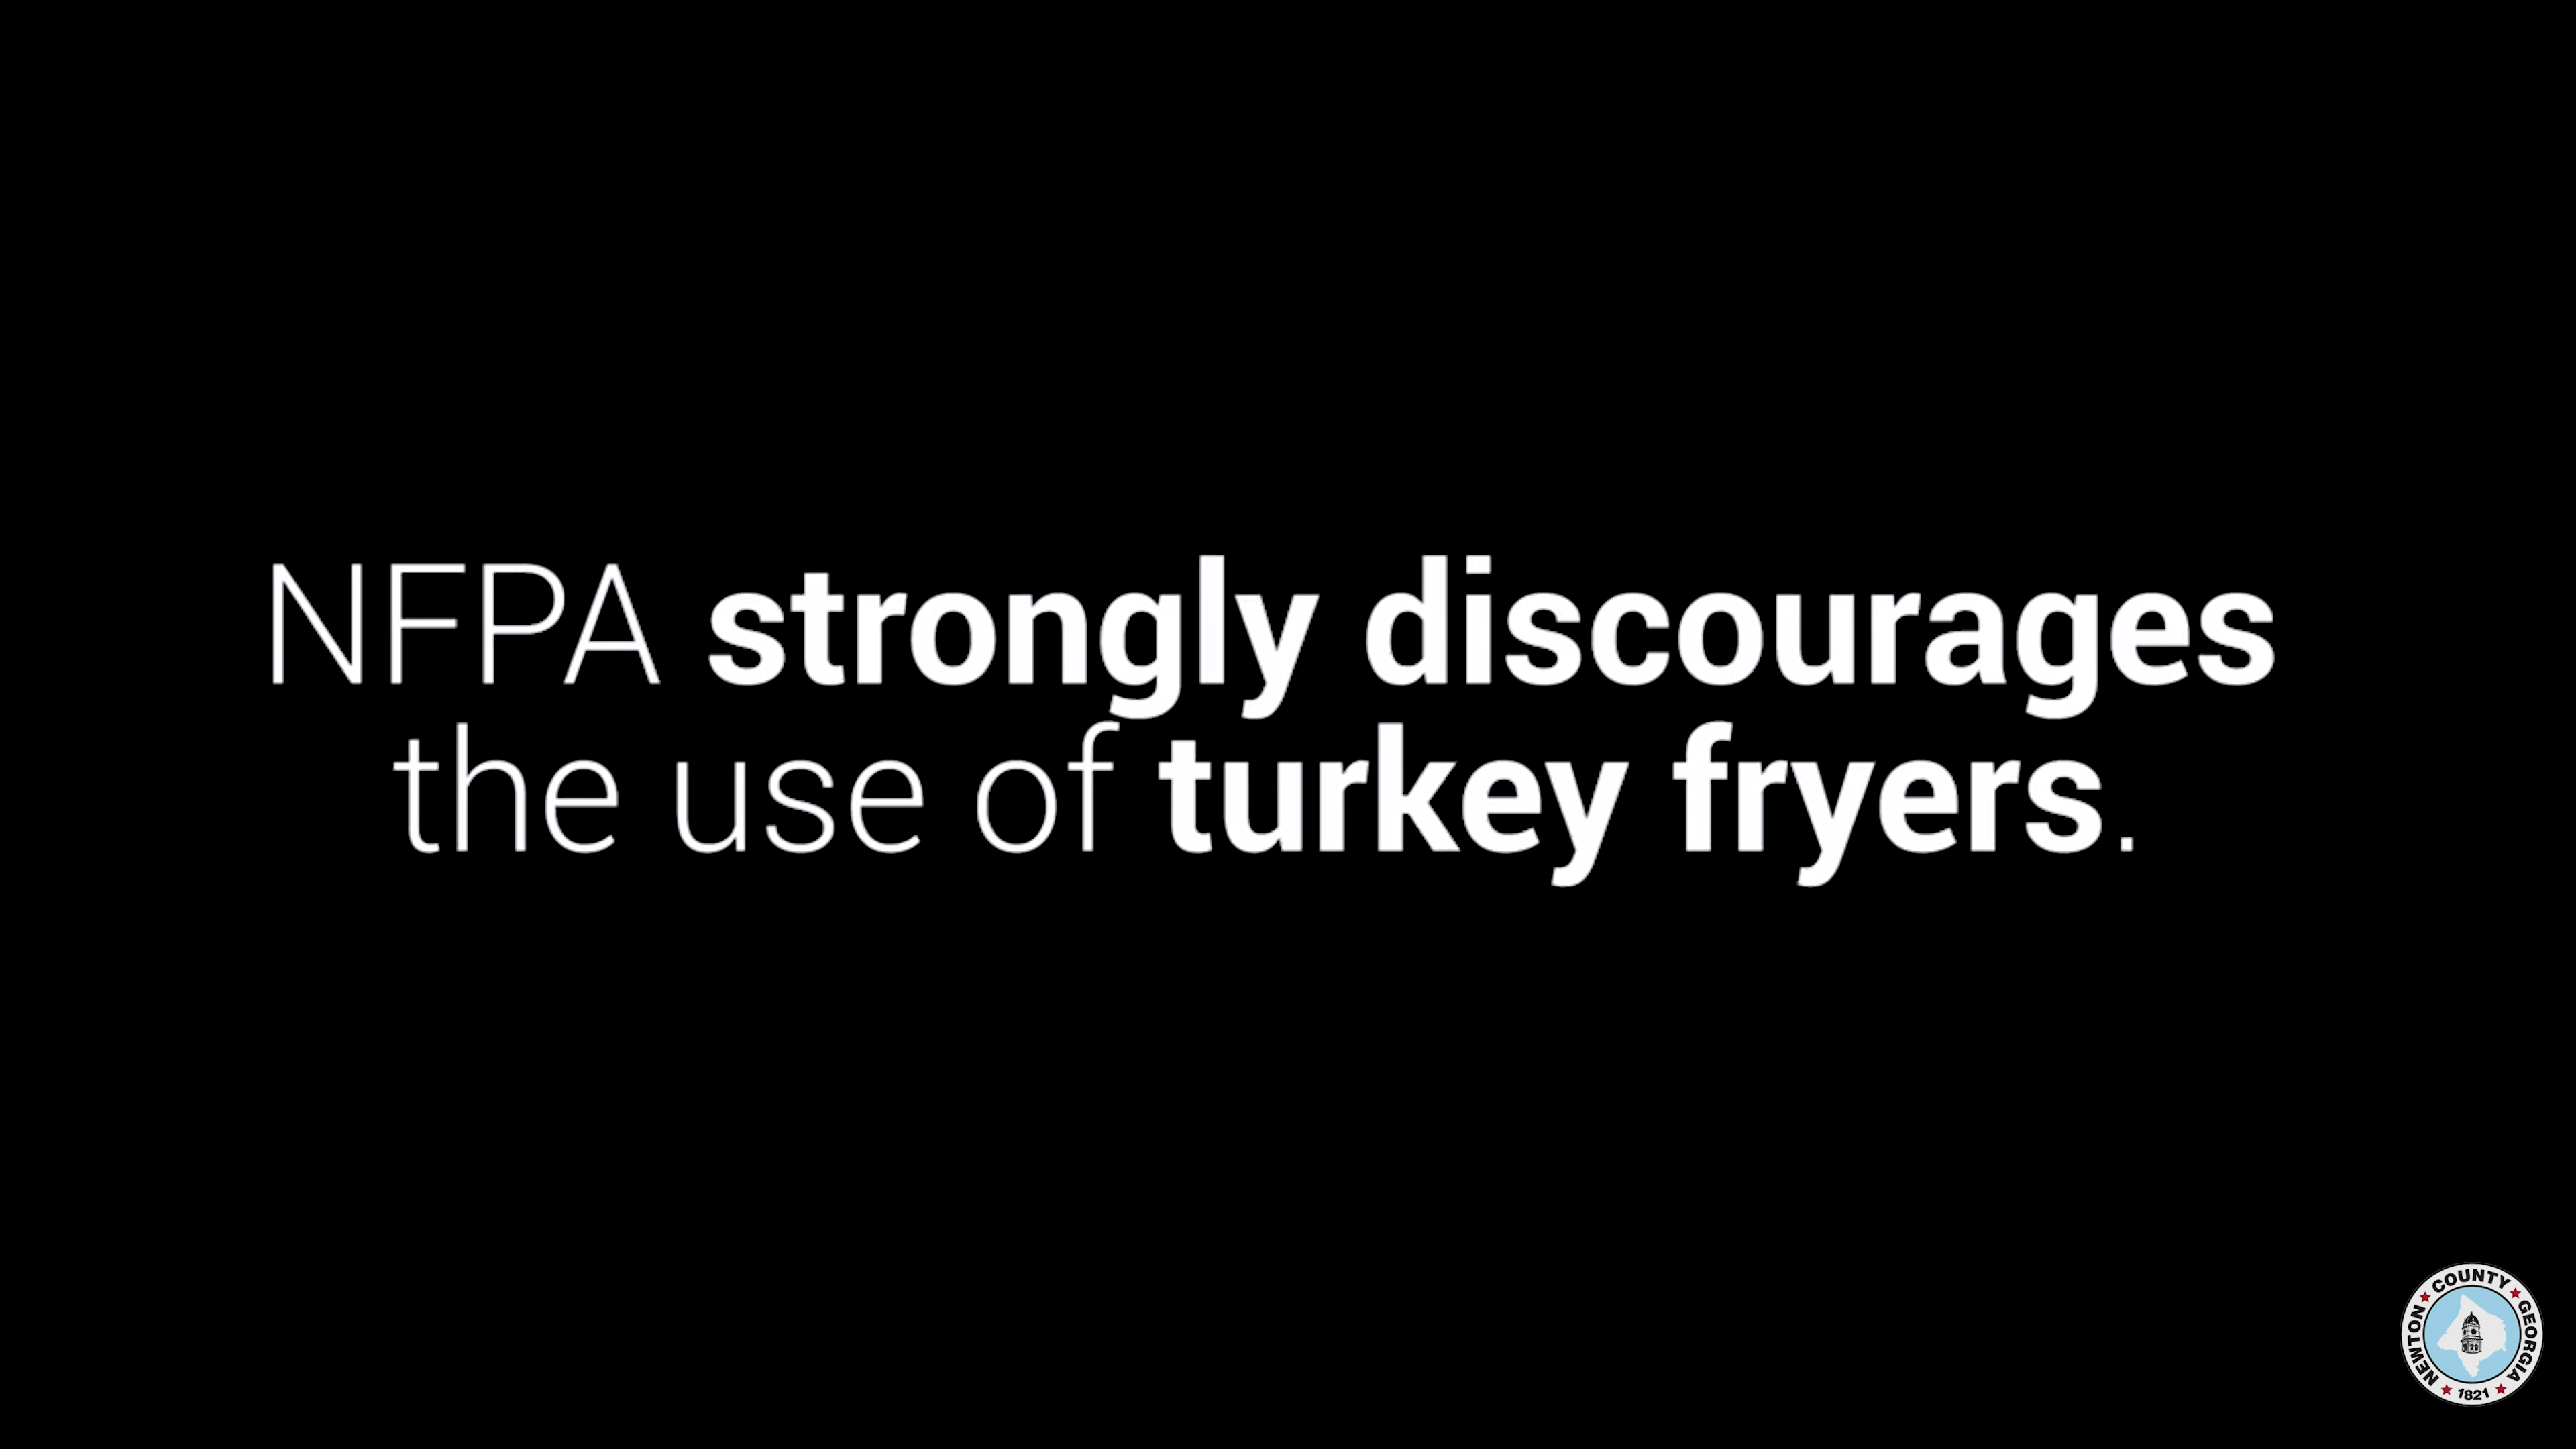 NFPA strongly discourages
the use of turkey fryers.
NEWTON COUNTY GEORGIA
1821